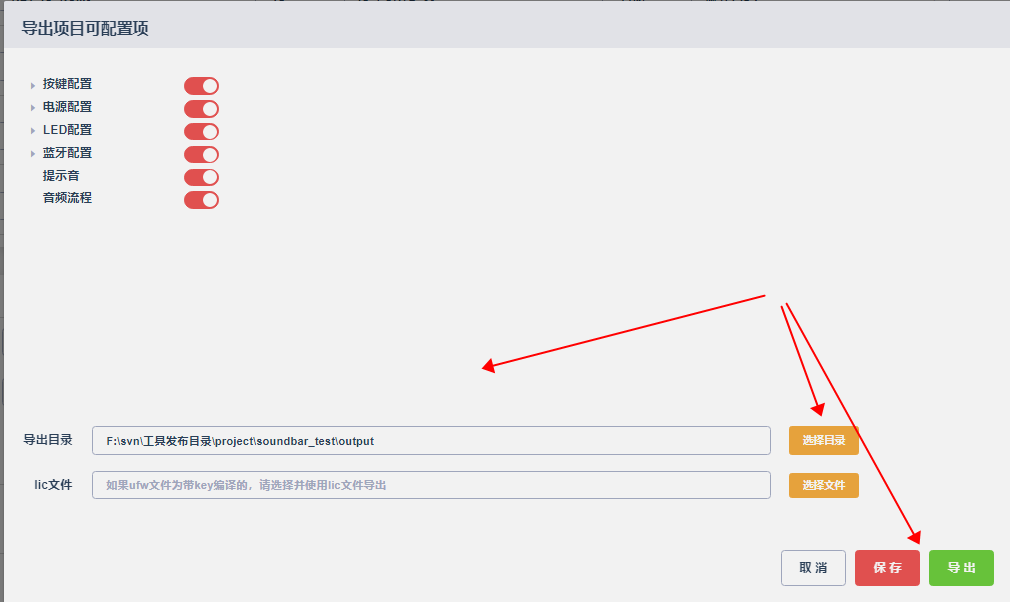 导出项目可配置项
按键配置
电源配置
LED配置
蓝牙配置
提示音
音频流程
导出目录 F:\svn\工具发布目录\project\soundbar_test\output 选择目录
lic文件 如果ufw文件为带key编译的，请选择并使用lic文件导出 选择文件
取 消 保 存 导 出